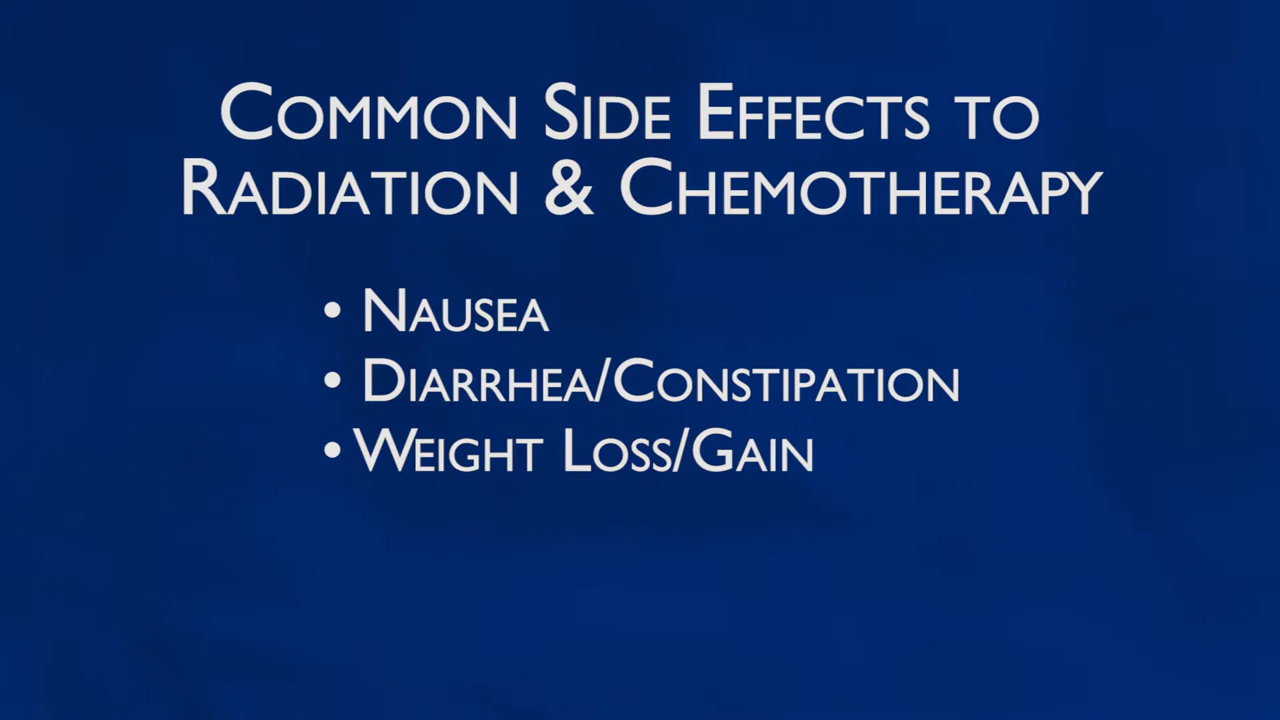 Common Side Effects to
Radiation & Chemotherapy
• Nausea
• Diarrhea/Constipation
• Weight Loss/Gain